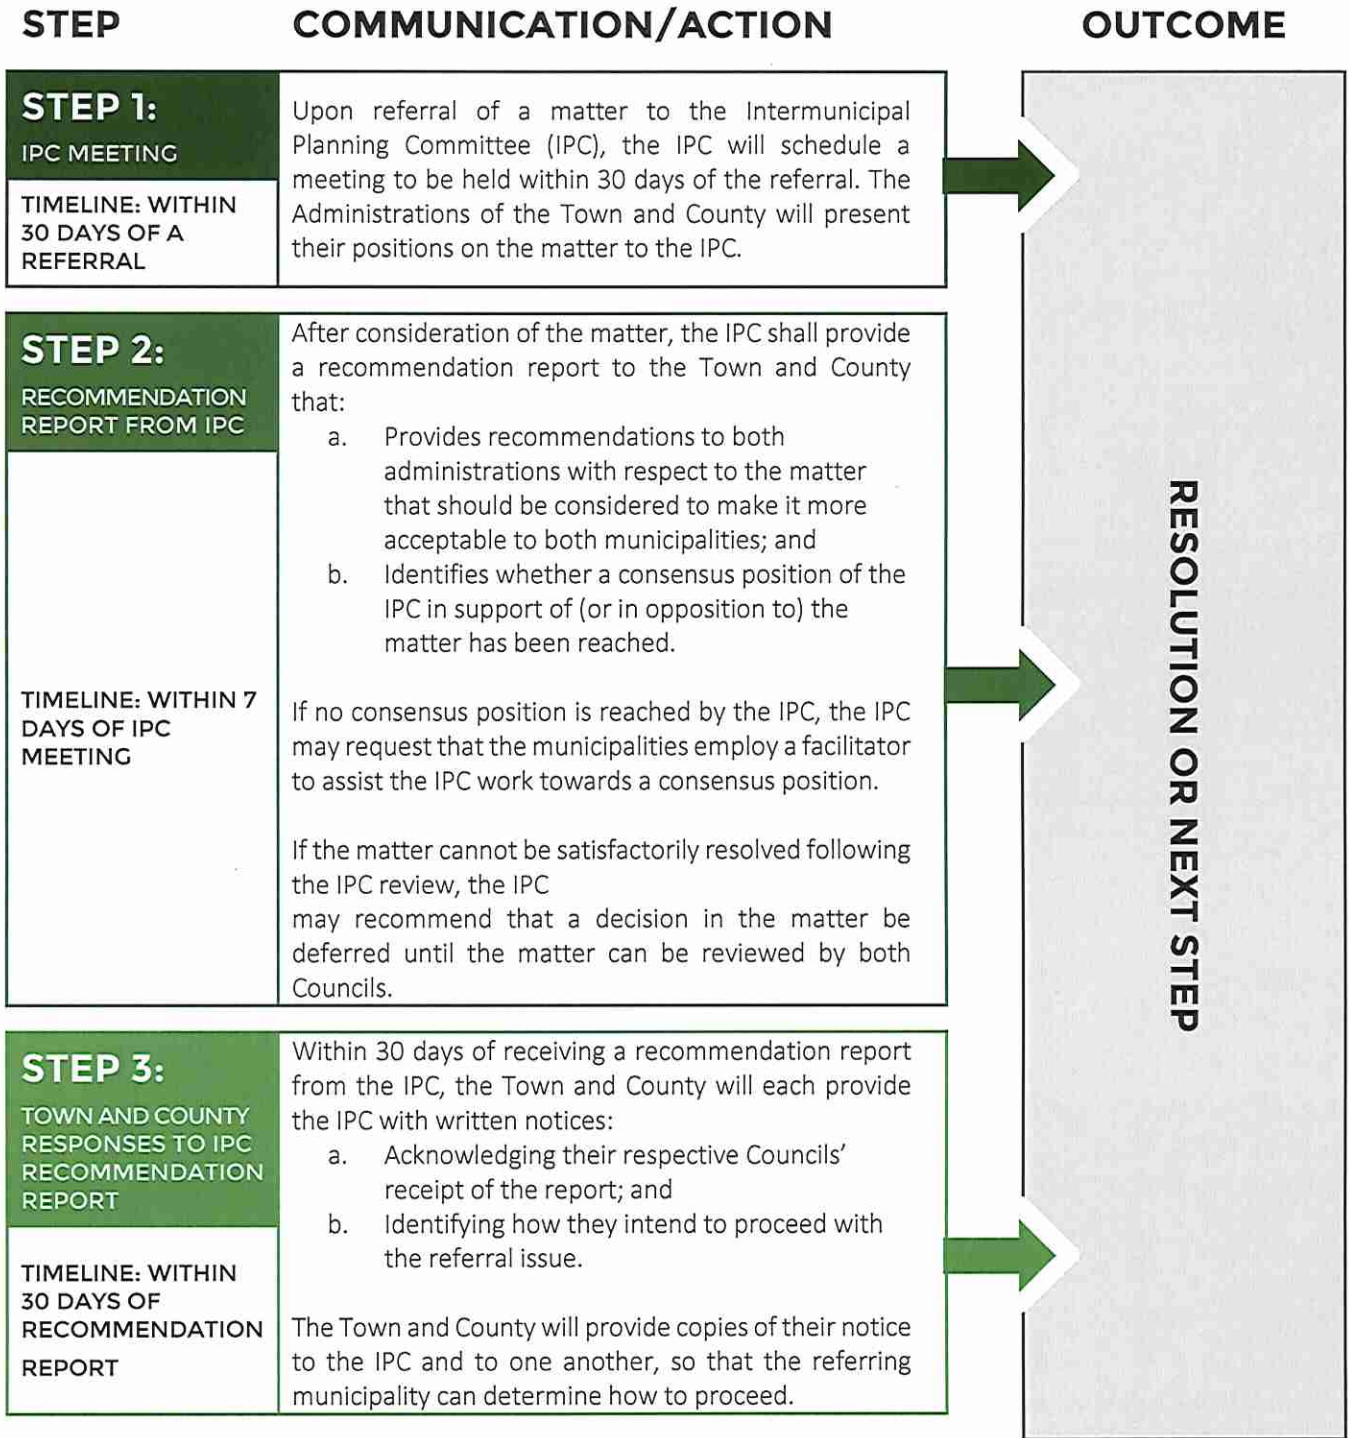 STEP
COMMUNICATION/ACTION
OUTCOME
STEP 1:
IPC MEETING
TIMELINE: WITHIN
30 DAYS OF A
REFERRAL
Upon referral of a matter to the Intermunicipal
Planning Committee (IPC), the IPC will schedule a
meeting to be held within 30 days of the referral. The
Administrations of the Town and County will present
their positions on the matter to the IPC.
STEP 2:
RECOMMENDATION
REPORT FROM IPC
TIMELINE: WITHIN 7
DAYS OF IPC
MEETING
After consideration of the matter, the IPC shall provide
a recommendation report to the Town and County
that:
a. Provides recommendations to both
administrations with respect to the matter
that should be considered to make it more
acceptable to both municipalities; and
b. Identifies whether a consensus position of the
IPC in support of (or in opposition to) the
matter has been reached.
If no consensus position is reached by the IPC, the IPC
may request that the municipalities employ a facilitator
to assist the IPC work towards a consensus position.
If the matter cannot be satisfactorily resolved following
the IPC review, the IPC
may recommend that a decision in the matter be
deferred until the matter can be reviewed by both
Councils.
STEP 3:
TOWN AND COUNTY
RESPONSES TO IPC
RECOMMENDATION
REPORT
TIMELINE: WITHIN
30 DAYS OF
RECOMMENDATION
REPORT
Within 30 days of receiving a recommendation report
from the IPC, the Town and County will each provide
the IPC with written notices:
a. Acknowledging their respective Councils'
receipt of the report; and
b. Identifying how they intend to proceed with
the referral issue.
The Town and County will provide copies of their notice
to the IPC and to one another, so that the referring
municipality can determine how to proceed.
RESOLUTION OR NEXT STEP